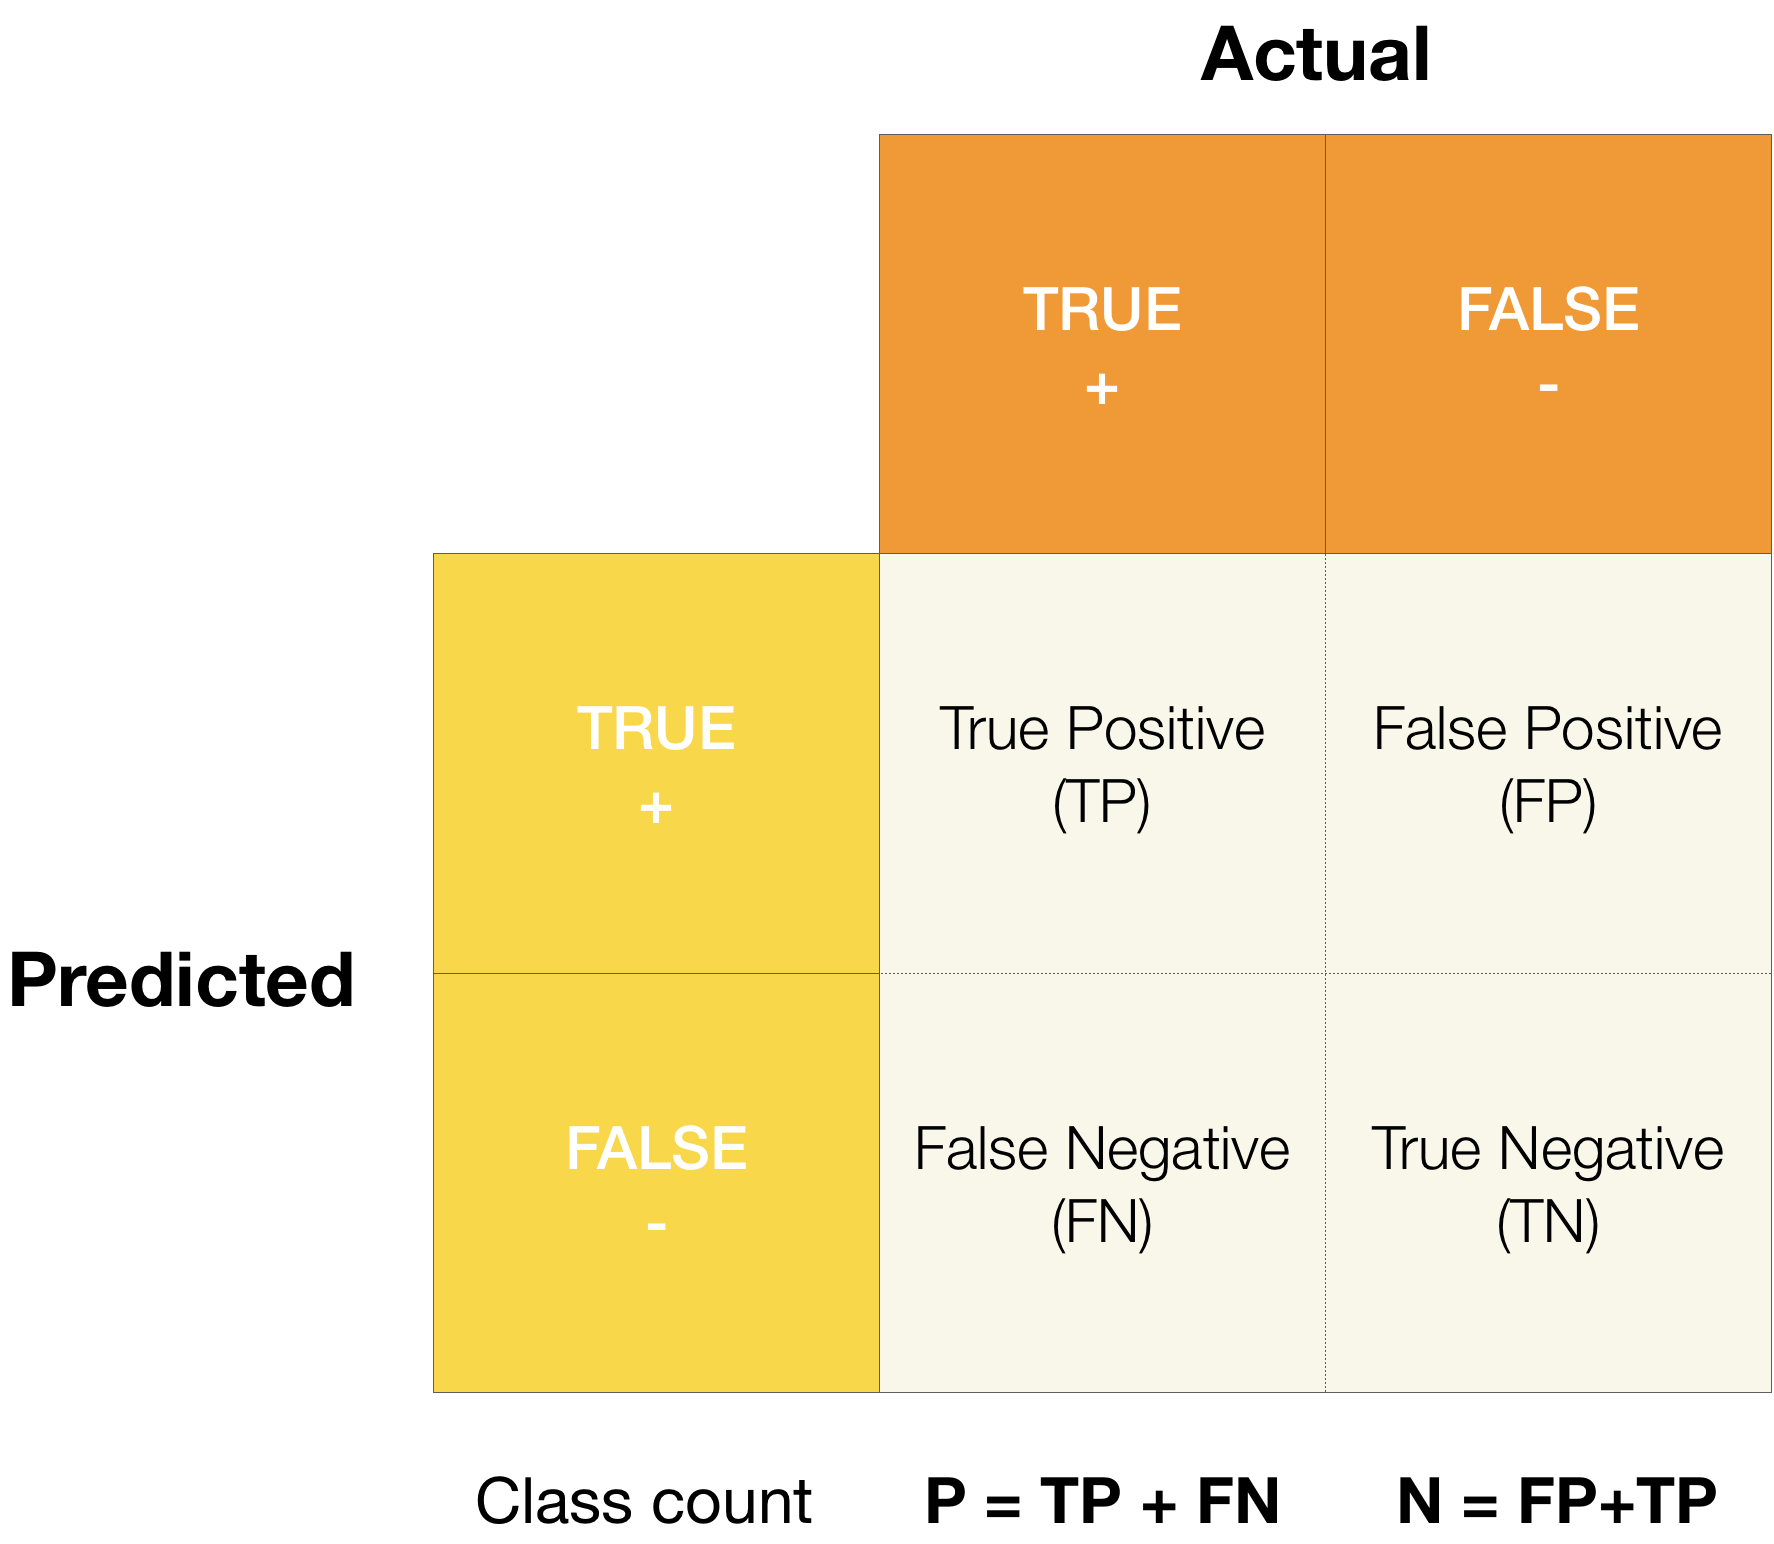 Actual
TRUE
+
FALSE
-
TRUE
+
True Positive
(TP)
False Positive
(FP)
Predicted
FALSE
-
False Negative
(FN)
True Negative
(TN)
Class count
P = TP + FN
N = FP+TP